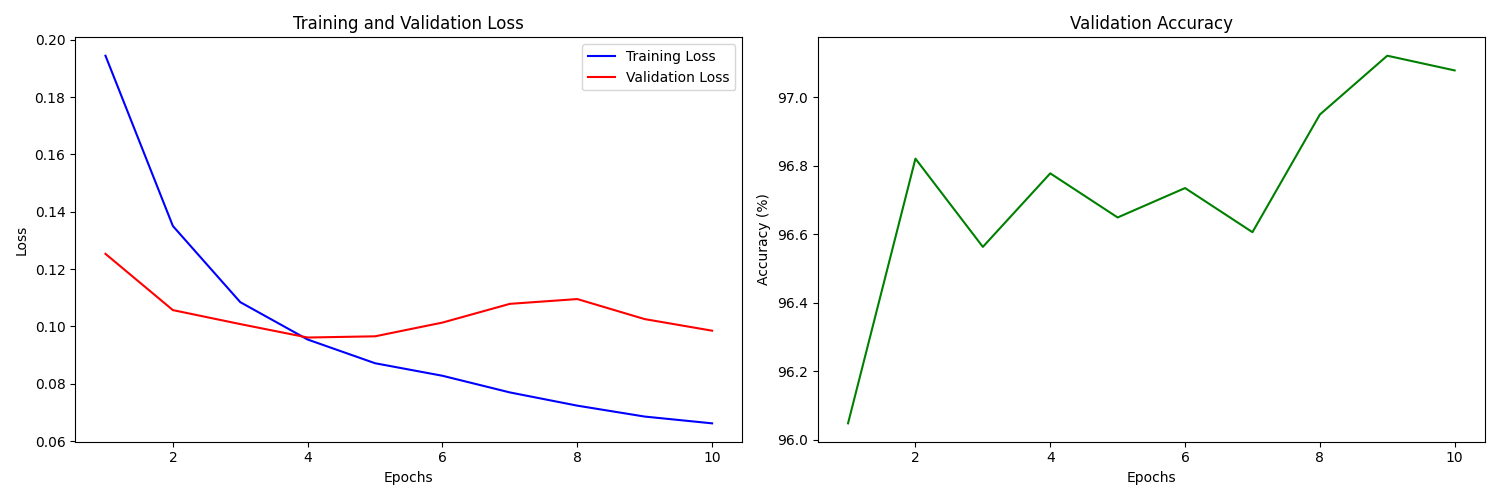 Training and Validation Loss
Training Loss
Validation Loss
0.20
0.18
0.16
0.14
0.12
0.10
0.08
0.06
Loss
2 4 6 8 10
Epochs
Validation Accuracy
97.0
96.8
96.6
96.4
96.2
96.0
Accuracy (%)
2 4 6 8 10
Epochs